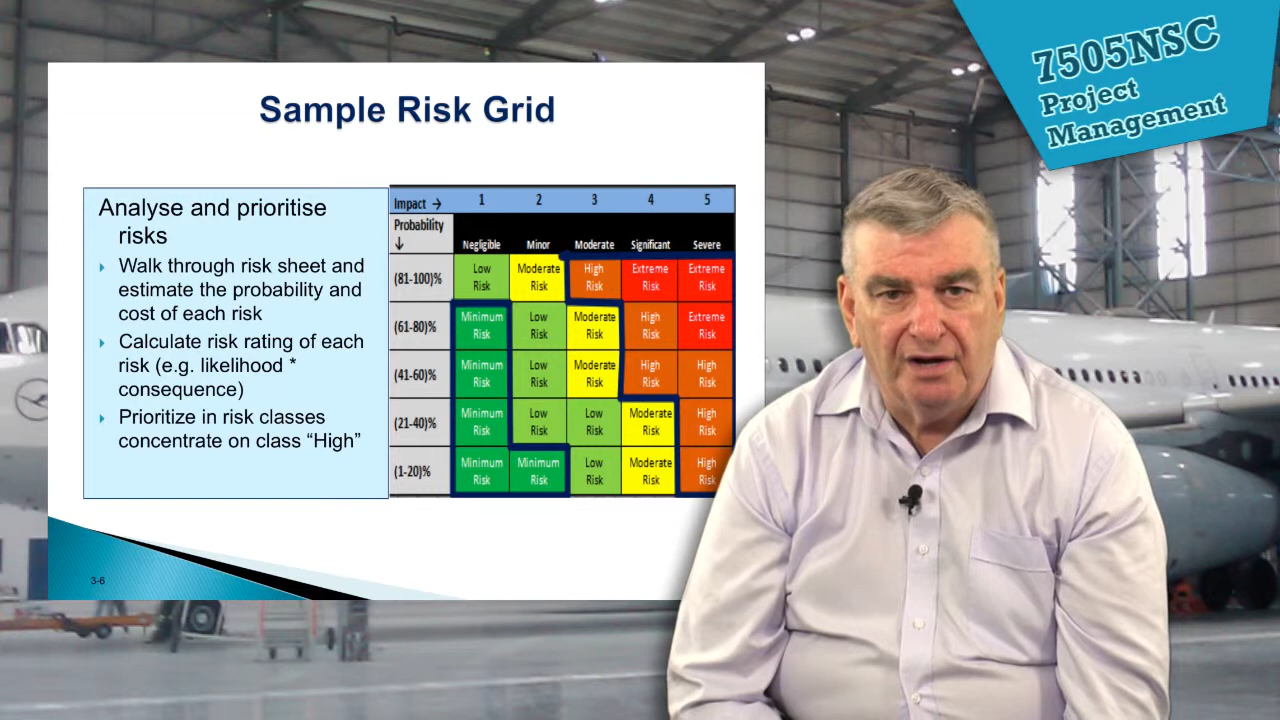 7505NSC
Project
Management
Sample Risk Grid
Analyse and prioritise
risks
Walk through risk sheet and
estimate the probability and
cost of each risk
Calculate risk rating of each
risk (e.g. likelihood *
consequence)
Prioritize in risk classes
concentrate on class “High”
Impact → 1 2 3 4 5
Probability
↓ Negligible Minor Moderate Significant Severe
Low Moderate High Extreme Extreme
(81-100)%
Risk Risk Risk Risk Risk
Minimum Low Moderate High Extreme
(61-80)%
Risk Risk Risk Risk Risk
Minimum Low Moderate High High
(41-60)%
Risk Risk Risk Risk Risk
Minimum Low Low Moderate High
(21-40)%
Risk Risk Risk Risk Risk
Minimum Minimum Low Moderate High
(1-20)%
Risk Risk Risk Risk Risk
3-6